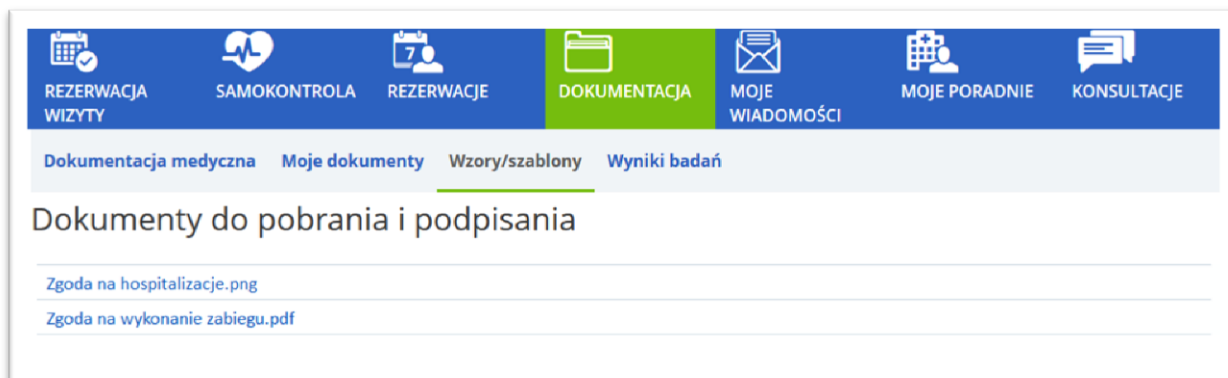 REZERWACJA WIZYTY
SAMOKONTROLA
7
REZERWACJE
DOKUMENTACJA
MOJE WIADOMOŚCI
MOJE PORADNIE
KONSULTACJE
Dokumentacja medyczna Moje dokumenty Wzory/szablony Wyniki badań
Dokumenty do pobrania i podpisania
Zgoda na hospitalizacje.png
Zgoda na wykonanie zabiegu.pdf